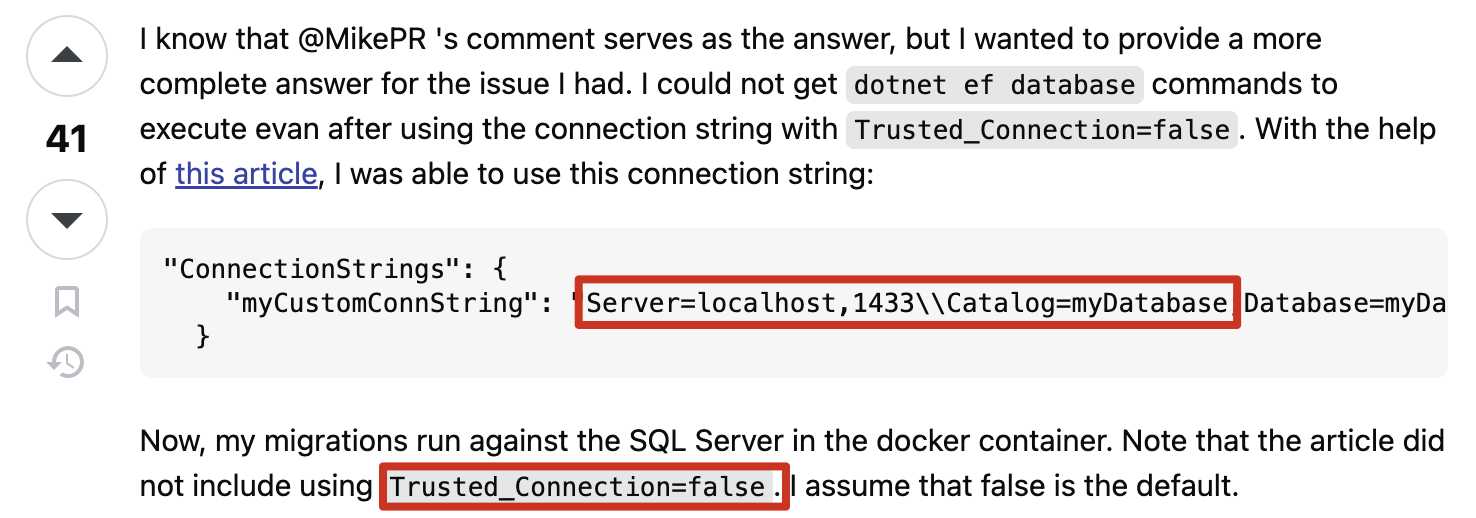 I know that @MikePR 's comment serves as the answer, but I wanted to provide a more
complete answer for the issue I had. I could not get dotnet ef database commands to
41
execute evan after using the connection string with Trusted_Connection=false. With the help
of this article, I was able to use this connection string:
"ConnectionStrings": {
"myCustomConnString": "Server=localhost,1433\\Catalog=myDatabase;Database=myDa
}
Now, my migrations run against the SQL Server in the docker container. Note that the article did
not include using Trusted_Connection=false. I assume that false is the default.